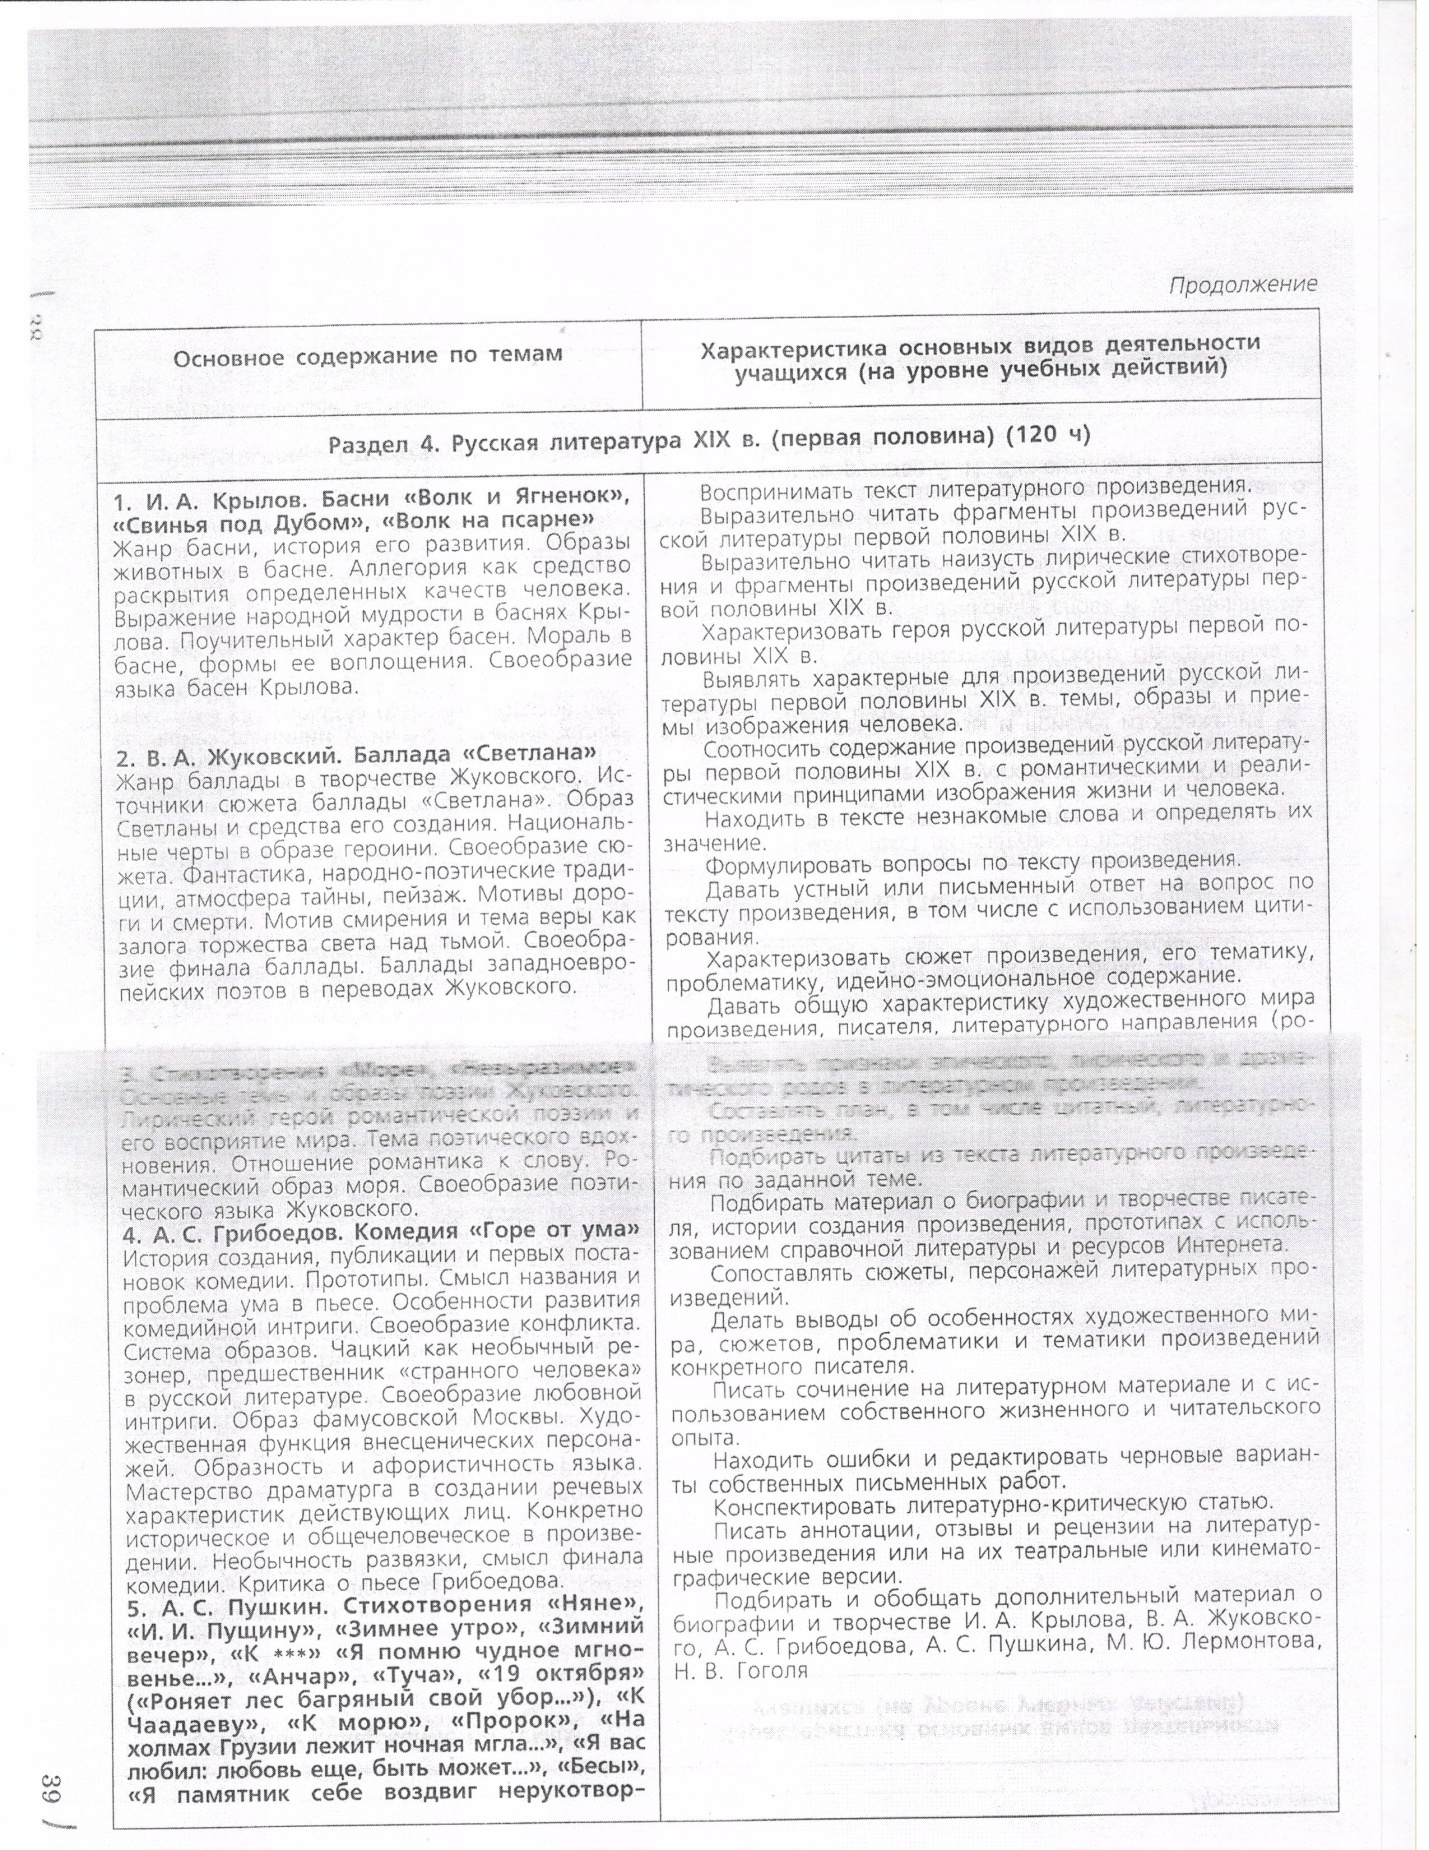 Продолжение
Основное содержание по темам
Характеристика основных видов деятельности
учащихся (на уровне учебных действий)
Раздел 4. Русская литература XIX в. (первая половина) (120 ч)
1. И. А. Крылов. Басни «Волк и Ягненок»,
«Свинья под Дубом», «Волк на псарне»
Жанр басни, история его развития. Образы
животных в басне. Аллегория как средство
раскрытия определенных качеств человека.
Выражение народной мудрости в баснях Кры-
лова. Поучительный характер басен. Мораль в
басне, формы ее воплощения. Своеобразие
языка басен Крылова.
2. В. А. Жуковский. Баллада «Светлана»
Жанр баллады в творчестве Жуковского. Ис-
точники сюжета баллады «Светлана». Образ
Светланы и средства его создания. Националь-
ные черты в образе героини. Своеобразие сю-
жета. Фантастика, народно-поэтические тради-
ции, атмосфера тайны, пейзаж. Мотивы доро-
ги и смерти. Мотив смирения и тема веры как
залога торжества света над тьмой. Своеобра-
зие финала баллады. Баллады западноевро-
пейских поэтов в переводах Жуковского.
3. Стихотворения «Море», «Невыразимое»
Основные темы и образы поэзии Жуковского.
Лирический герой романтической поэзии и
его восприятие мира. Тема поэтического вдох-
новения. Отношение романтика к слову. Ро-
мантический образ моря. Своеобразие поэти-
ческого языка Жуковского.
4. А. С. Грибоедов. Комедия «Горе от ума»
История создания, публикации и первых поста-
новок комедии. Прототипы. Смысл названия и
проблема ума в пьесе. Особенности развития
комедийной интриги. Своеобразие конфликта.
Система образов. Чацкий как необычный ре-
зонер, предшественник «странного человека»
в русской литературе. Своеобразие любовной
интриги. Образ фамусовской Москвы. Худо-
жественная функция внесценических персона-
жей. Образность и афористичность языка.
Мастерство драматурга в создании речевых
характеристик действующих лиц. Конкретно
историческое и общечеловеческое в произве-
дении. Необычность развязки, смысл финала
комедии. Критика о пьесе Грибоедова.
5. А. С. Пушкин. Стихотворения «Няне»,
«И. И. Пущину», «Зимнее утро», «Зимний
вечер», «К ***» «Я помню чудное мгно-
венье...», «Анчар», «Туча», «19 октября»
(«Роняет лес багряный свой убор...»), «К
Чаадаеву», «К морю», «Пророк», «На
холмах Грузии лежит ночная мгла...», «Я вас
любил: любовь еще, быть может...», «Бесы»,
«Я памятник себе воздвиг нерукотвор-
Воспринимать текст литературного произведения.
Выразительно читать фрагменты произведений рус-
ской литературы первой половины XIX в.
Выразительно читать наизусть лирические стихотворе-
ния и фрагменты произведений русской литературы пер-
вой половины XIX в.
Характеризовать героя русской литературы первой по-
ловины XIX в.
Выявлять характерные для произведений русской ли-
тературы первой половины XIX в. темы, образы и прие-
мы изображения человека.
Соотносить содержание произведений русской литерату-
ры первой половины XIX в. с романтическими и реали-
стическими принципами изображения жизни и человека.
Находить в тексте незнакомые слова и определять их
значение.
Формулировать вопросы по тексту произведения.
Давать устный или письменный ответ на вопрос по
тексту произведения, в том числе с использованием цити-
рования.
Характеризовать сюжет произведения, его тематику,
проблематику, идейно-эмоциональное содержание.
Давать общую характеристику художественного мира
произведения, писателя, литературного направления (ро-
Выявлять признаки эпического, лирического и драма-
тического родов в литературном произведении.
Составлять план, в том числе цитатный, литературно-
го произведения.
Подбирать цитаты из текста литературного произведе-
ния по заданной теме.
Подбирать материал о биографии и творчестве писате-
ля, истории создания произведения, прототипах с исполь-
зованием справочной литературы и ресурсов Интернета.
Сопоставлять сюжеты, персонажей литературных про-
изведений.
Делать выводы об особенностях художественного ми-
ра, сюжетов, проблематики и тематики произведений
конкретного писателя.
Писать сочинение на литературном материале и с ис-
пользованием собственного жизненного и читательского
опыта.
Находить ошибки и редактировать черновые вариан-
ты собственных письменных работ.
Конспектировать литературно-критическую статью.
Писать аннотации, отзывы и рецензии на литератур-
ные произведения или на их театральные или кинемато-
графические версии.
Подбирать и обобщать дополнительный материал о
биографии и творчестве И. А. Крылова, В. А. Жуковско-
го, А. С. Грибоедова, А. С. Пушкина, М. Ю. Лермонтова,
Н. В. Гоголя
39 /